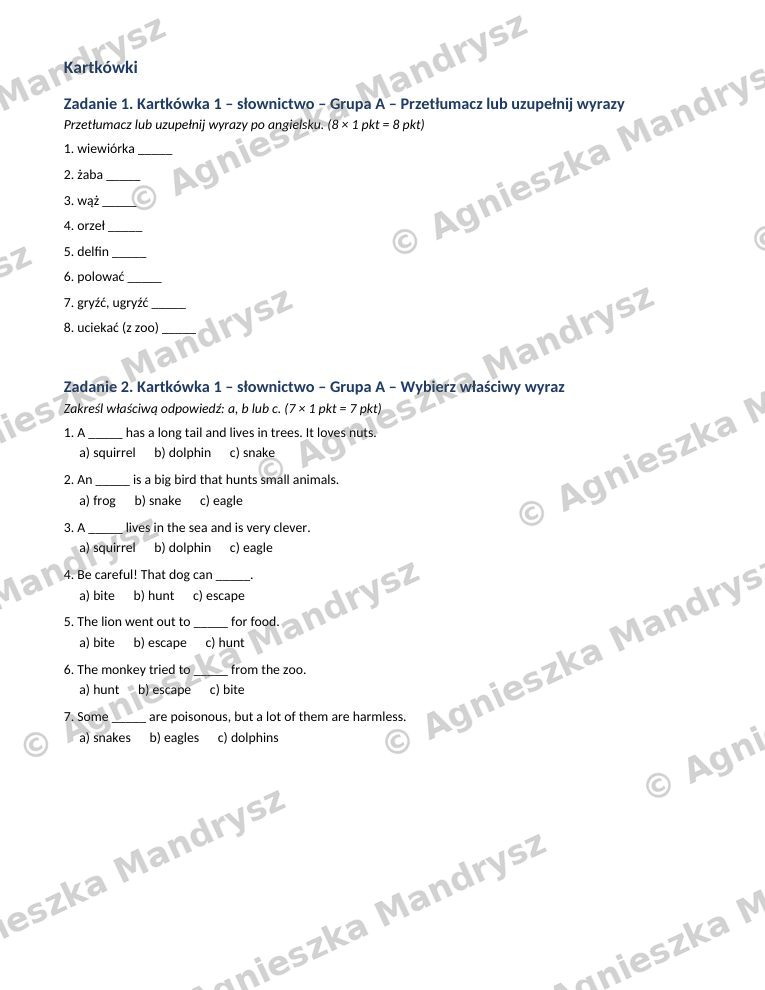 Kartkówki
Zadanie 1. Kartkówka 1 – słownictwo – Grupa A – Przetłumacz lub uzupełnij wyrazy
Przetłumacz lub uzupełnij wyrazy po angielsku. (8 × 1 pkt = 8 pkt)
1. wiewiórka _____
2. żaba _____
3. wąż _____
4. orzeł _____
5. delfin _____
6. polować _____
7. gryźć, ugryźć _____
8. uciekać (z zoo) _____
Zadanie 2. Kartkówka 1 – słownictwo – Grupa A – Wybierz właściwy wyraz
Zakreśl właściwą odpowiedź: a, b lub c. (7 × 1 pkt = 7 pkt)
1. A _____ has a long tail and lives in trees. It loves nuts.
a) squirrel b) dolphin c) snake
2. An _____ is a big bird that hunts small animals.
a) frog b) snake c) eagle
3. A _____ lives in the sea and is very clever.
a) squirrel b) dolphin c) eagle
4. Be careful! That dog can _____.
a) bite b) hunt c) escape
5. The lion went out to _____ for food.
a) bite b) escape c) hunt
6. The monkey tried to _____ from the zoo.
a) hunt b) escape c) bite
7. Some _____ are poisonous, but a lot of them are harmless.
a) snakes b) eagles c) dolphins
© Agnieszka Mandrysz